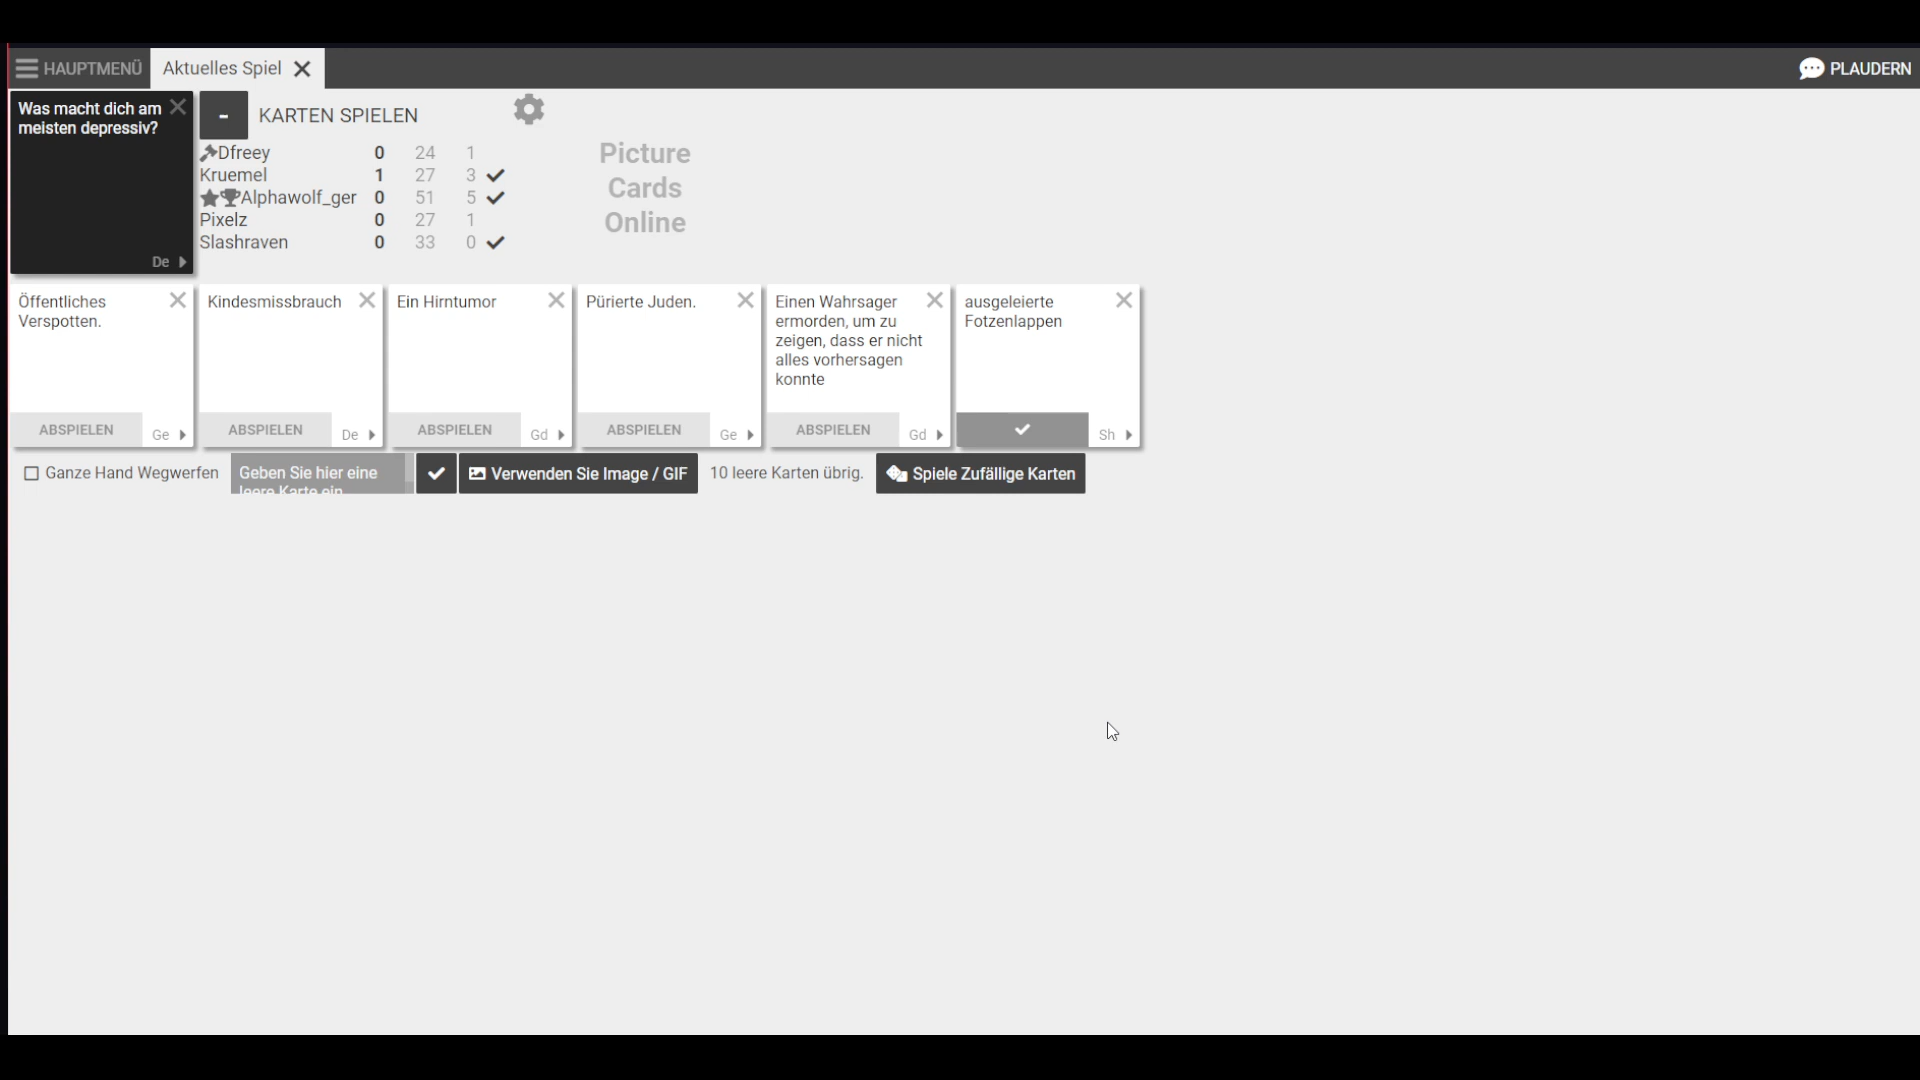 HAUPTMENÜ
Aktuelles Spiel
PLAUDERN
Was macht dich am
meisten depressiv?
De
-
KARTEN SPIELEN
Dfreey 0 24 1
Kruemel 1 27 3
Alphawolf_ger 0 51 5
Pixelz 0 27 1
Slashraven 0 33 0
Picture
Cards
Online
Öffentliches
Verspotten.
ABSPIELEN
Ge
Kindesmissbrauch
ABSPIELEN
De
Ein Hirntumor
ABSPIELEN
Gd
Pürierte Juden.
ABSPIELEN
Ge
Einen Wahrsager
ermorden, um zu
zeigen, dass er nicht
alles vorhersagen
konnte
ABSPIELEN
Gd
ausgeleierte
Fotzenlappen
Sh
Ganze Hand Wegwerfen
Geben Sie hier eine
leere Karte ein
Verwenden Sie Image / GIF
10 leere Karten übrig.
Spiele Zufällige Karten